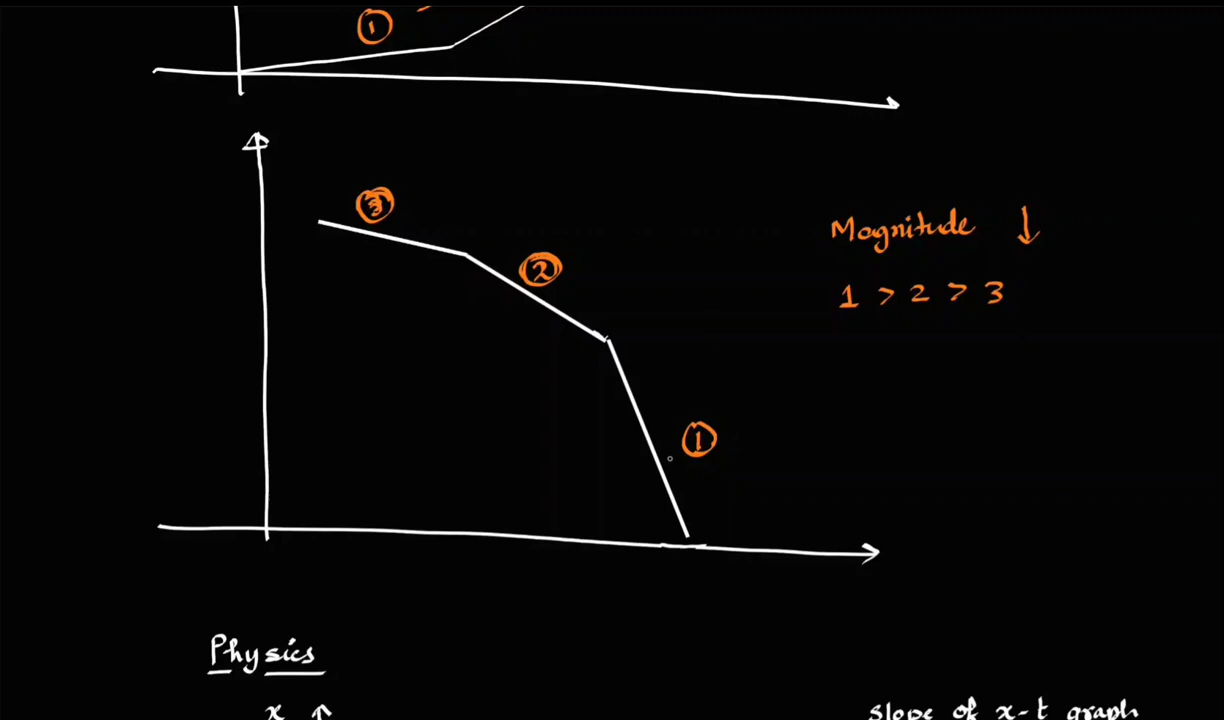 ①
③
②
Magnitude ↓
1 > 2 > 3
①
Physics
x ↑
slope of x-t graph